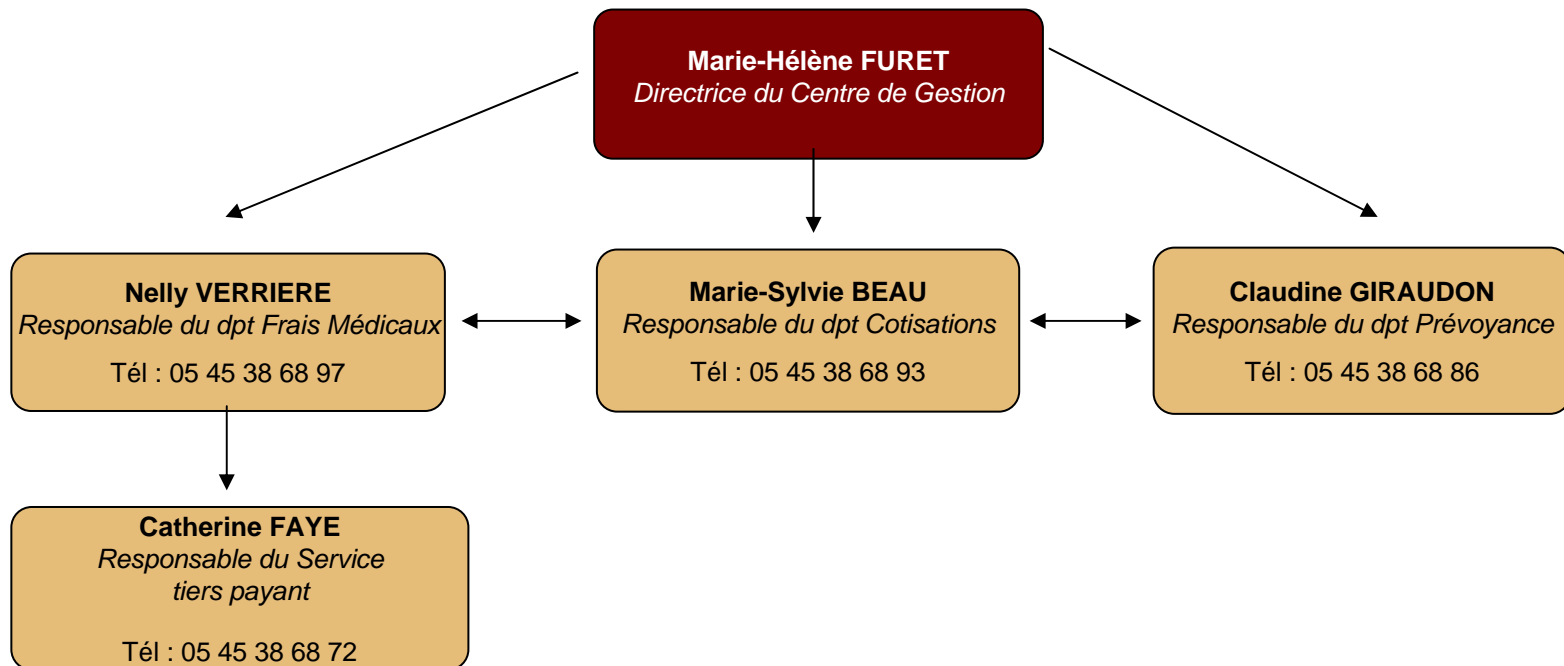 Marie-Hélène FURET
Directrice du Centre de Gestion
Nelly VERRIERE
Responsable du dpt Frais Médicaux
Tél : 05 45 38 68 97
Marie-Sylvie BEAU
Responsable du dpt Cotisations
Tél : 05 45 38 68 93
Claudine GIRAUDON
Responsable du dpt Prévoyance
Tél : 05 45 38 68 86
Catherine FAYE
Responsable du Service
tiers payant
Tél : 05 45 38 68 72